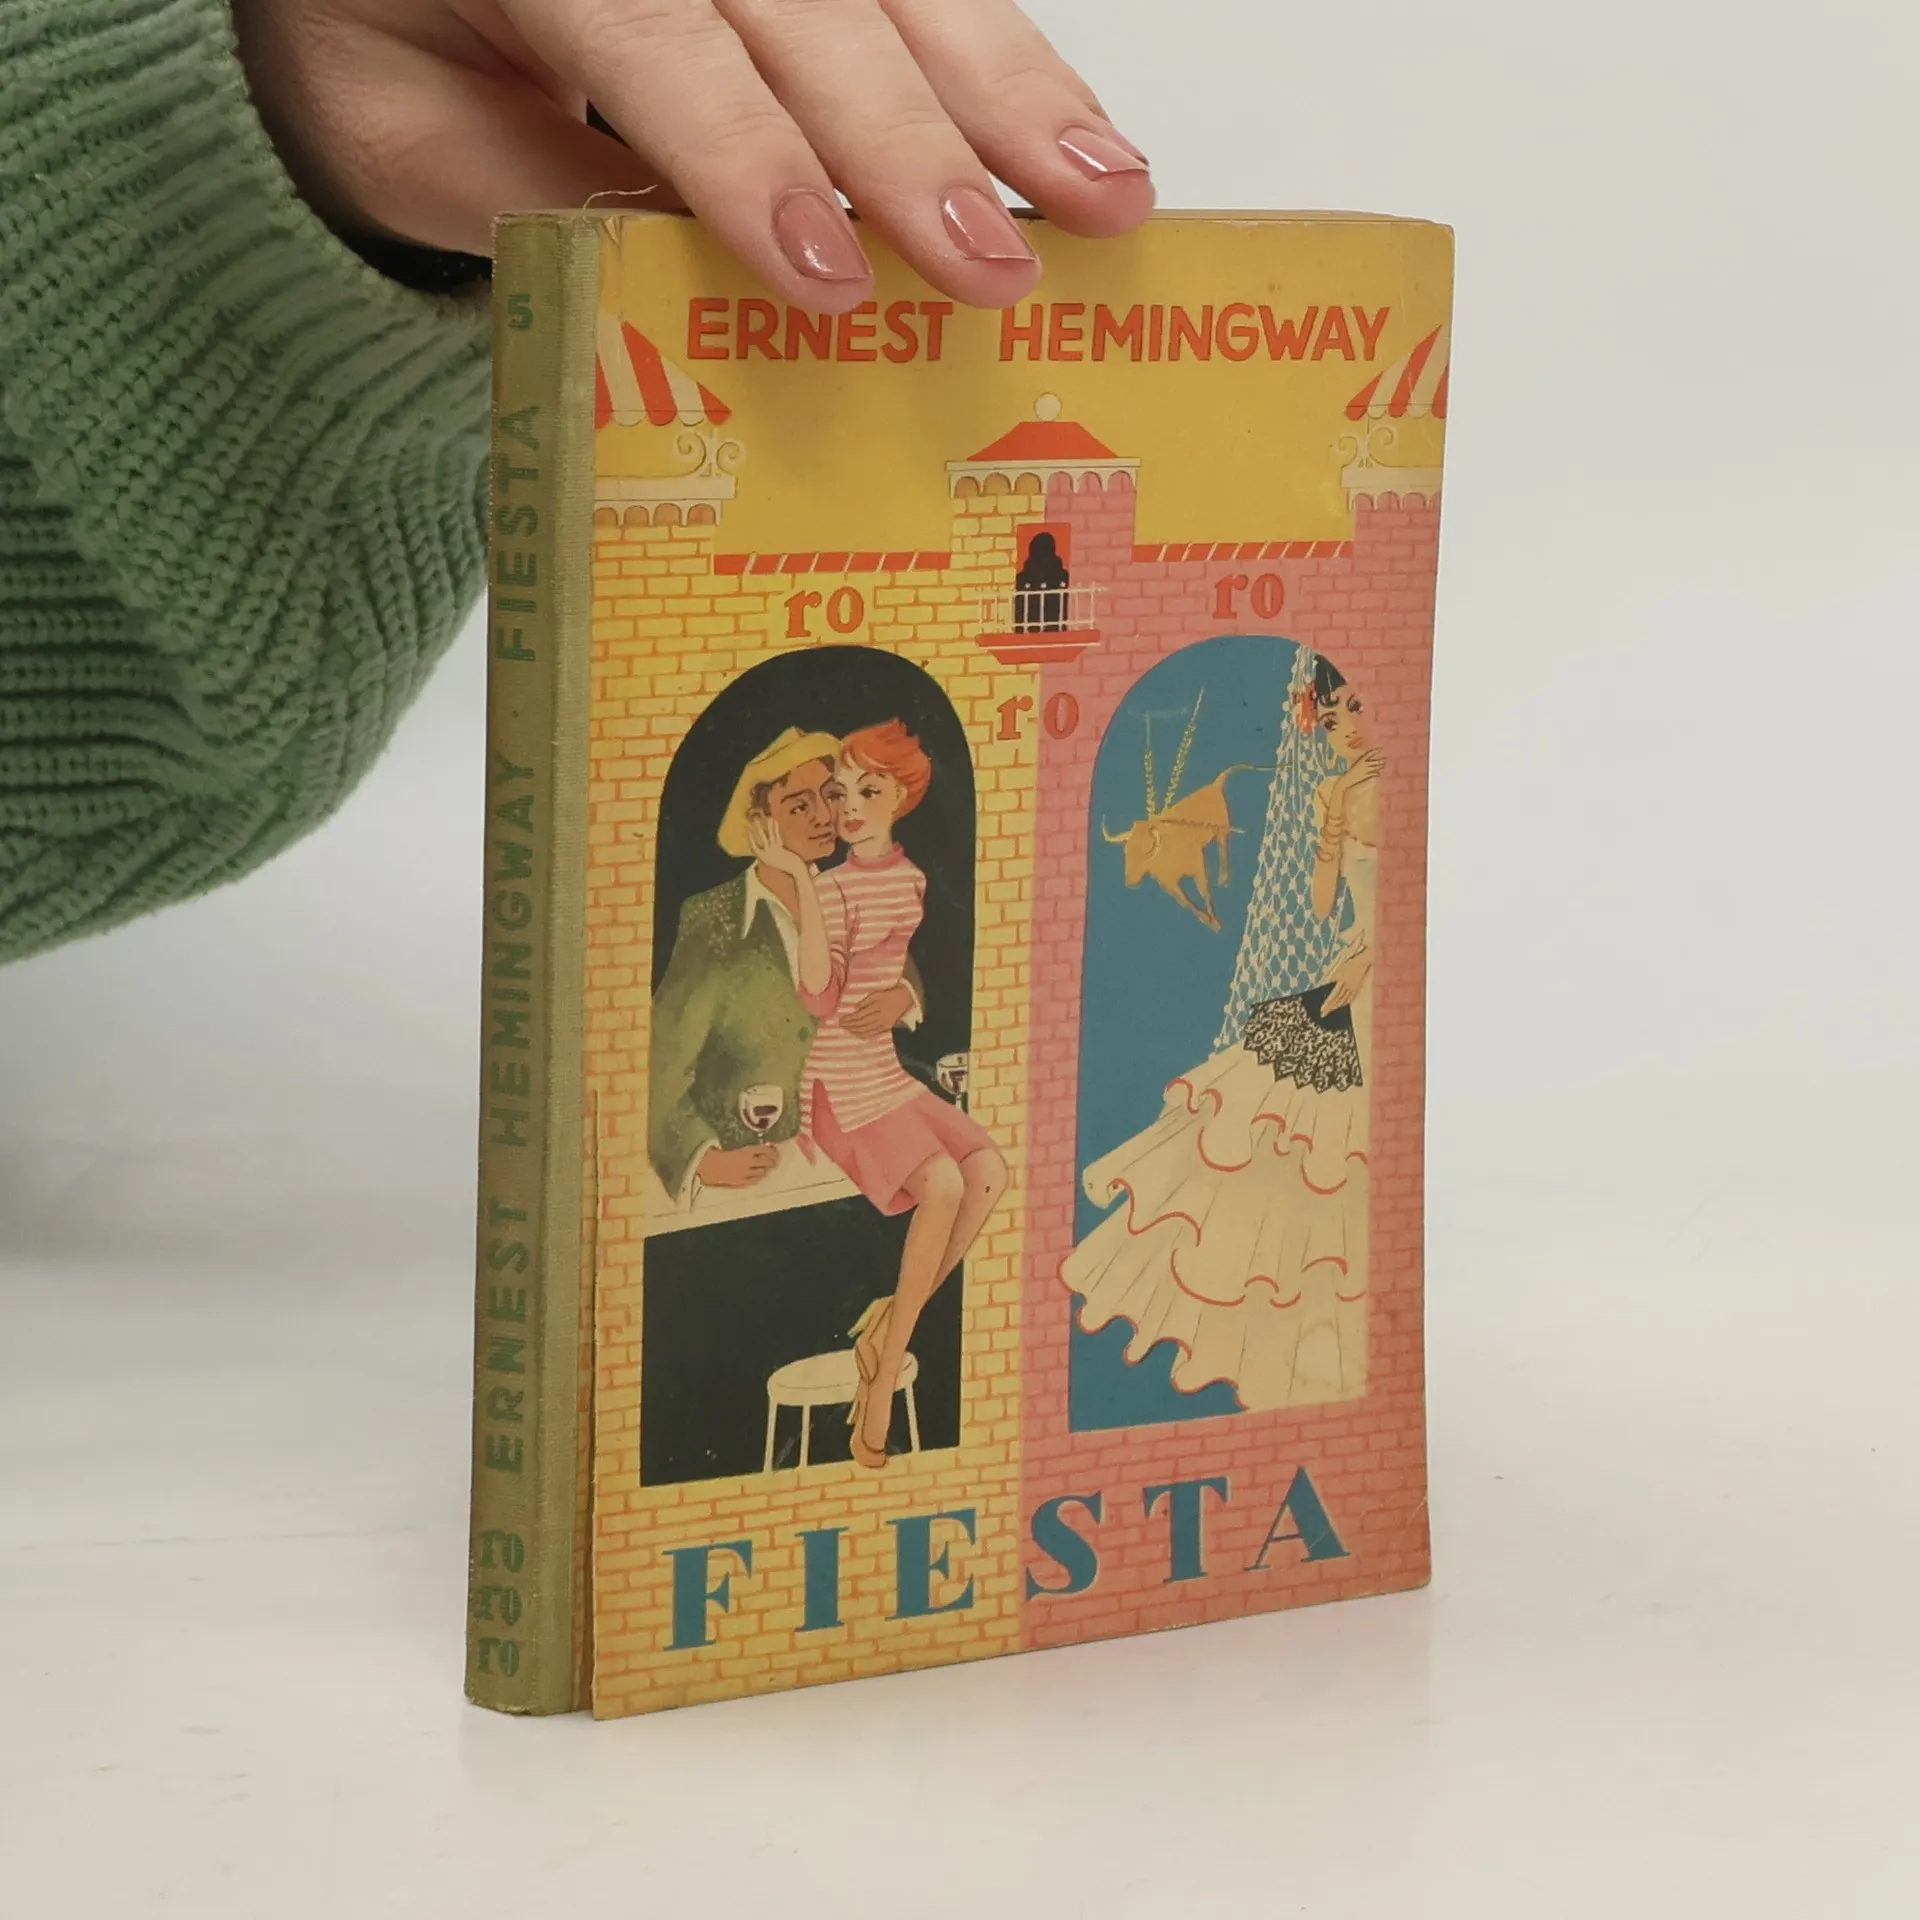 ERNEST HEMINGWAY
ro
ro
ro
FIESTA
5
ERNEST HEMINGWAY · FIESTA
ro
ro
ro